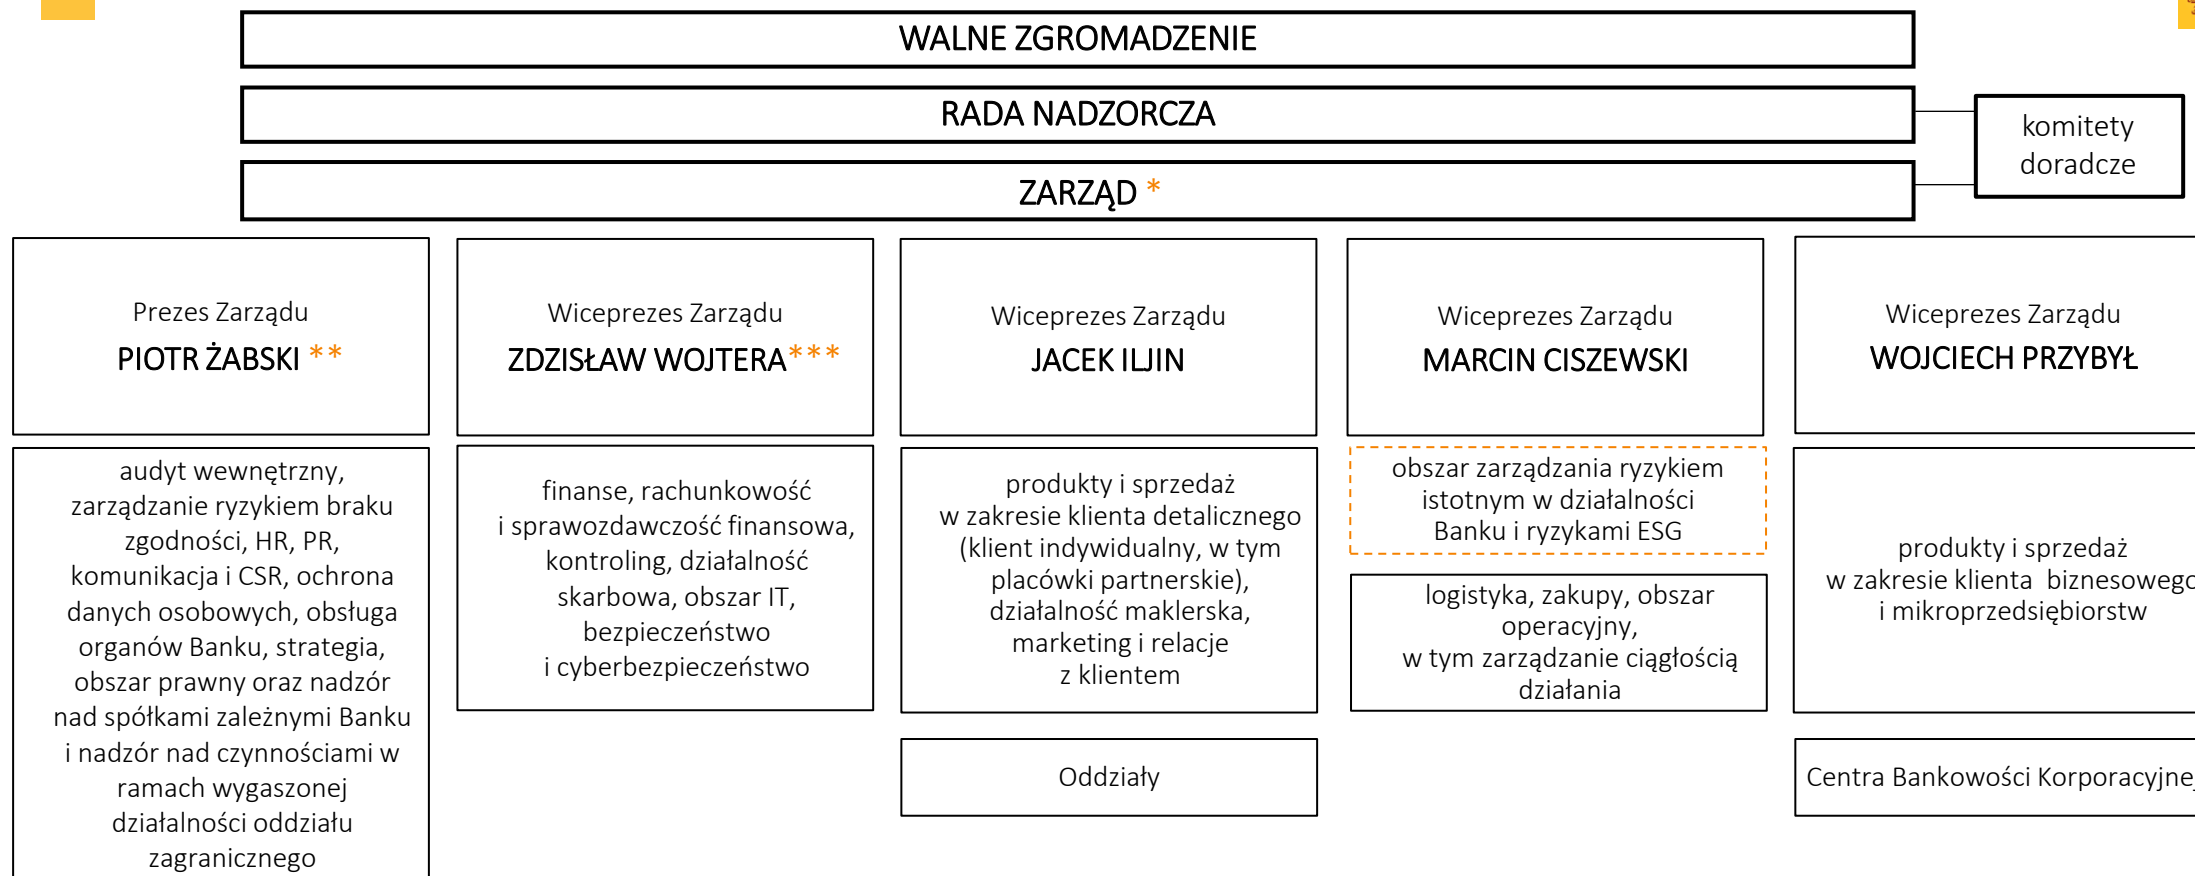 WALNE ZGROMADZENIE
RADA NADZORCZA
komitety
doradcze
ZARZĄD *
Prezes Zarządu
PIOTR ŻABSKI **
Wiceprezes Zarządu
ZDZISŁAW WOJTERA***
Wiceprezes Zarządu
JACEK ILJIN
Wiceprezes Zarządu
MARCIN CISZEWSKI
Wiceprezes Zarządu
WOJCIECH PRZYBYŁ
audyt wewnętrzny,
zarządzanie ryzykiem braku
zgodności, HR, PR,
komunikacja i CSR, ochrona
danych osobowych, obsługa
organów Banku, strategia,
obszar prawny oraz nadzór
nad spółkami zależnymi Banku
i nadzór nad czynnościami w
ramach wygaszonej
działalności oddziału
zagranicznego
finanse, rachunkowość
i sprawozdawczość finansowa,
kontroling, działalność
skarbowa, obszar IT,
bezpieczeństwo
i cyberbezpieczeństwo
produkty i sprzedaż
w zakresie klienta detalicznego
(klient indywidualny, w tym
placówki partnerskie),
działalność maklerska,
marketing i relacje
z klientem
Oddziały
obszar zarządzania ryzykiem
istotnym w działalności
Banku i ryzykami ESG
logistyka, zakupy, obszar
operacyjny,
w tym zarządzanie ciągłością
działania
produkty i sprzedaż
w zakresie klienta biznesowego
i mikroprzedsiębiorstw
Centra Bankowości Korporacyjnej